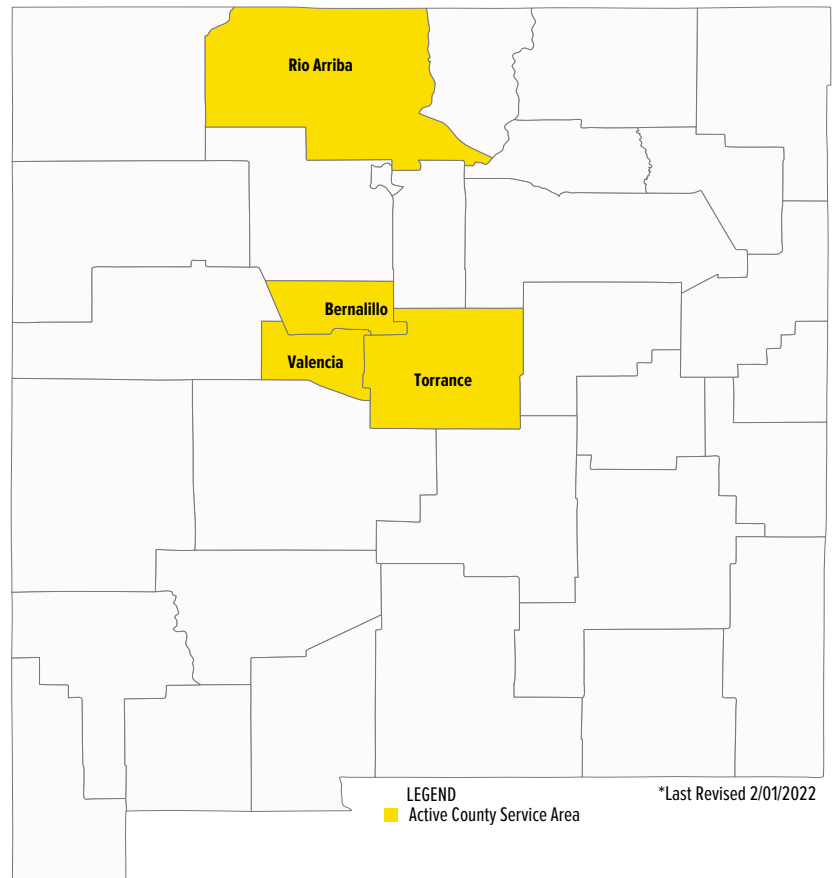 Rio Arriba
Bernalillo
Valencia
Torrance
LEGEND
Active County Service Area
*Last Revised 2/01/2022